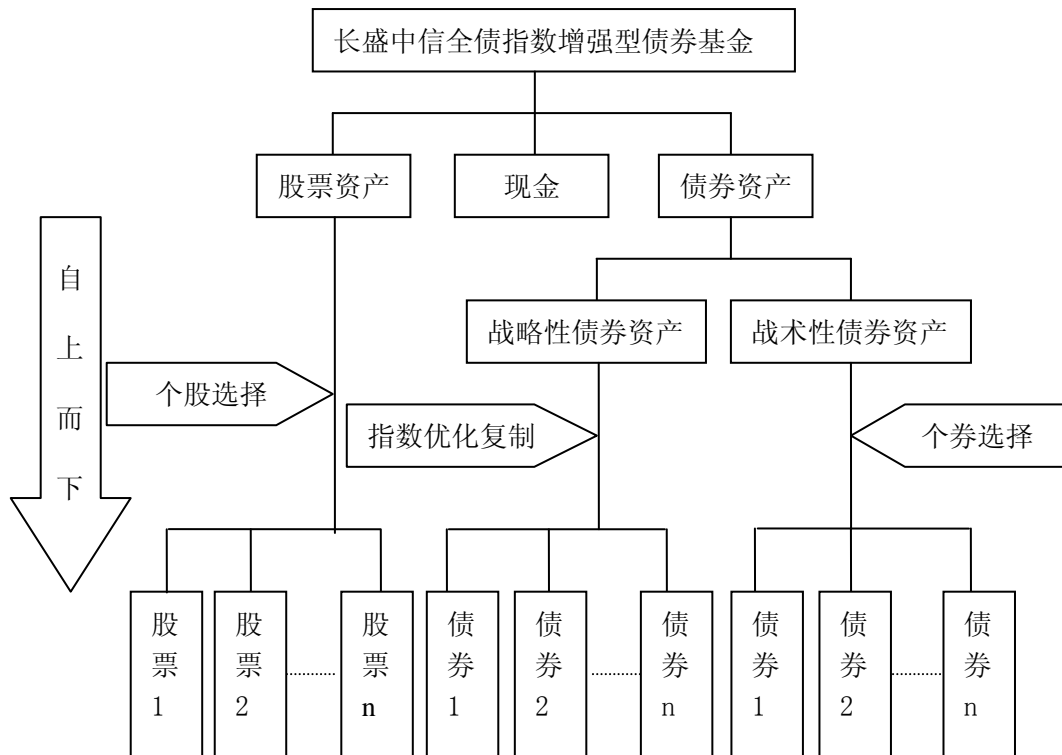 长盛中信全债指数增强型债券基金
股票资产
现金
债券资产
自上而下
战略性债券资产
战术性债券资产
个股选择
指数优化复制
个券选择
股票1
股票2
股票n
债券1
债券2
债券n
债券1
债券2
债券n